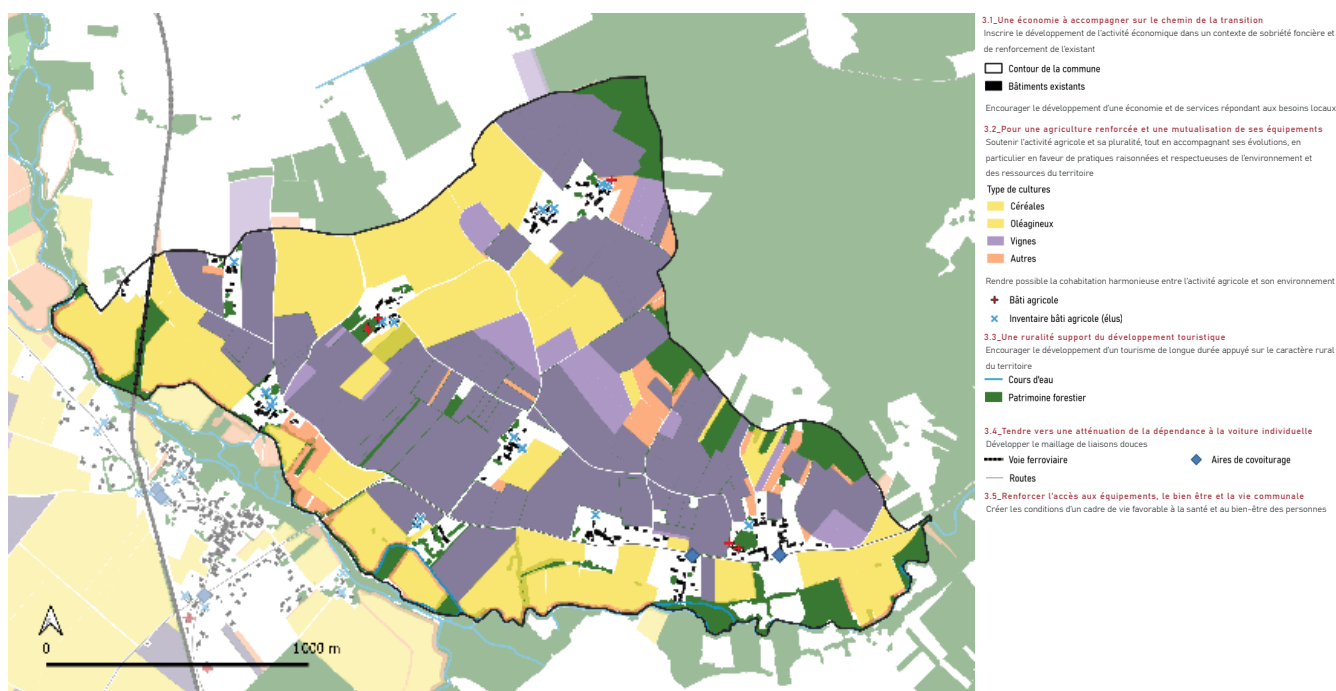 3.1_Une économie à accompagner sur le chemin de la transition
Inscrire le développement de l'activité économique dans un contexte de sobriété foncière et
de renforcement de l'existant
Contour de la commune
Bâtiments existants
Encourager le développement d'une économie et de services répondant aux besoins locaux
3.2_Pour une agriculture renforcée et une mutualisation de ses équipements
Soutenir l'activité agricole et sa pluralité, tout en accompagnant ses évolutions, en
particulier en faveur de pratiques raisonnées et respectueuses de l'environnement et
des ressources du territoire
Type de cultures
Céréales
Oléagineux
Vignes
Autres
Rendre possible la cohabitation harmonieuse entre l'activité agricole et son environnement
Bâti agricole
Inventaire bâti agricole (élus)
3.3_Une ruralité support du développement touristique
Encourager le développement d'un tourisme de longue durée appuyé sur le caractère rural
du territoire
Cours d'eau
Patrimoine forestier
3.4_Tendre vers une atténuation de la dépendance à la voiture individuelle
Développer le maillage de liaisons douces
Voie ferroviaire
Aires de covoiturage
Routes
3.5_Renforcer l'accès aux équipements, le bien être et la vie communale
Créer les conditions d'un cadre de vie favorable à la santé et au bien-être des personnes
0
1000 m